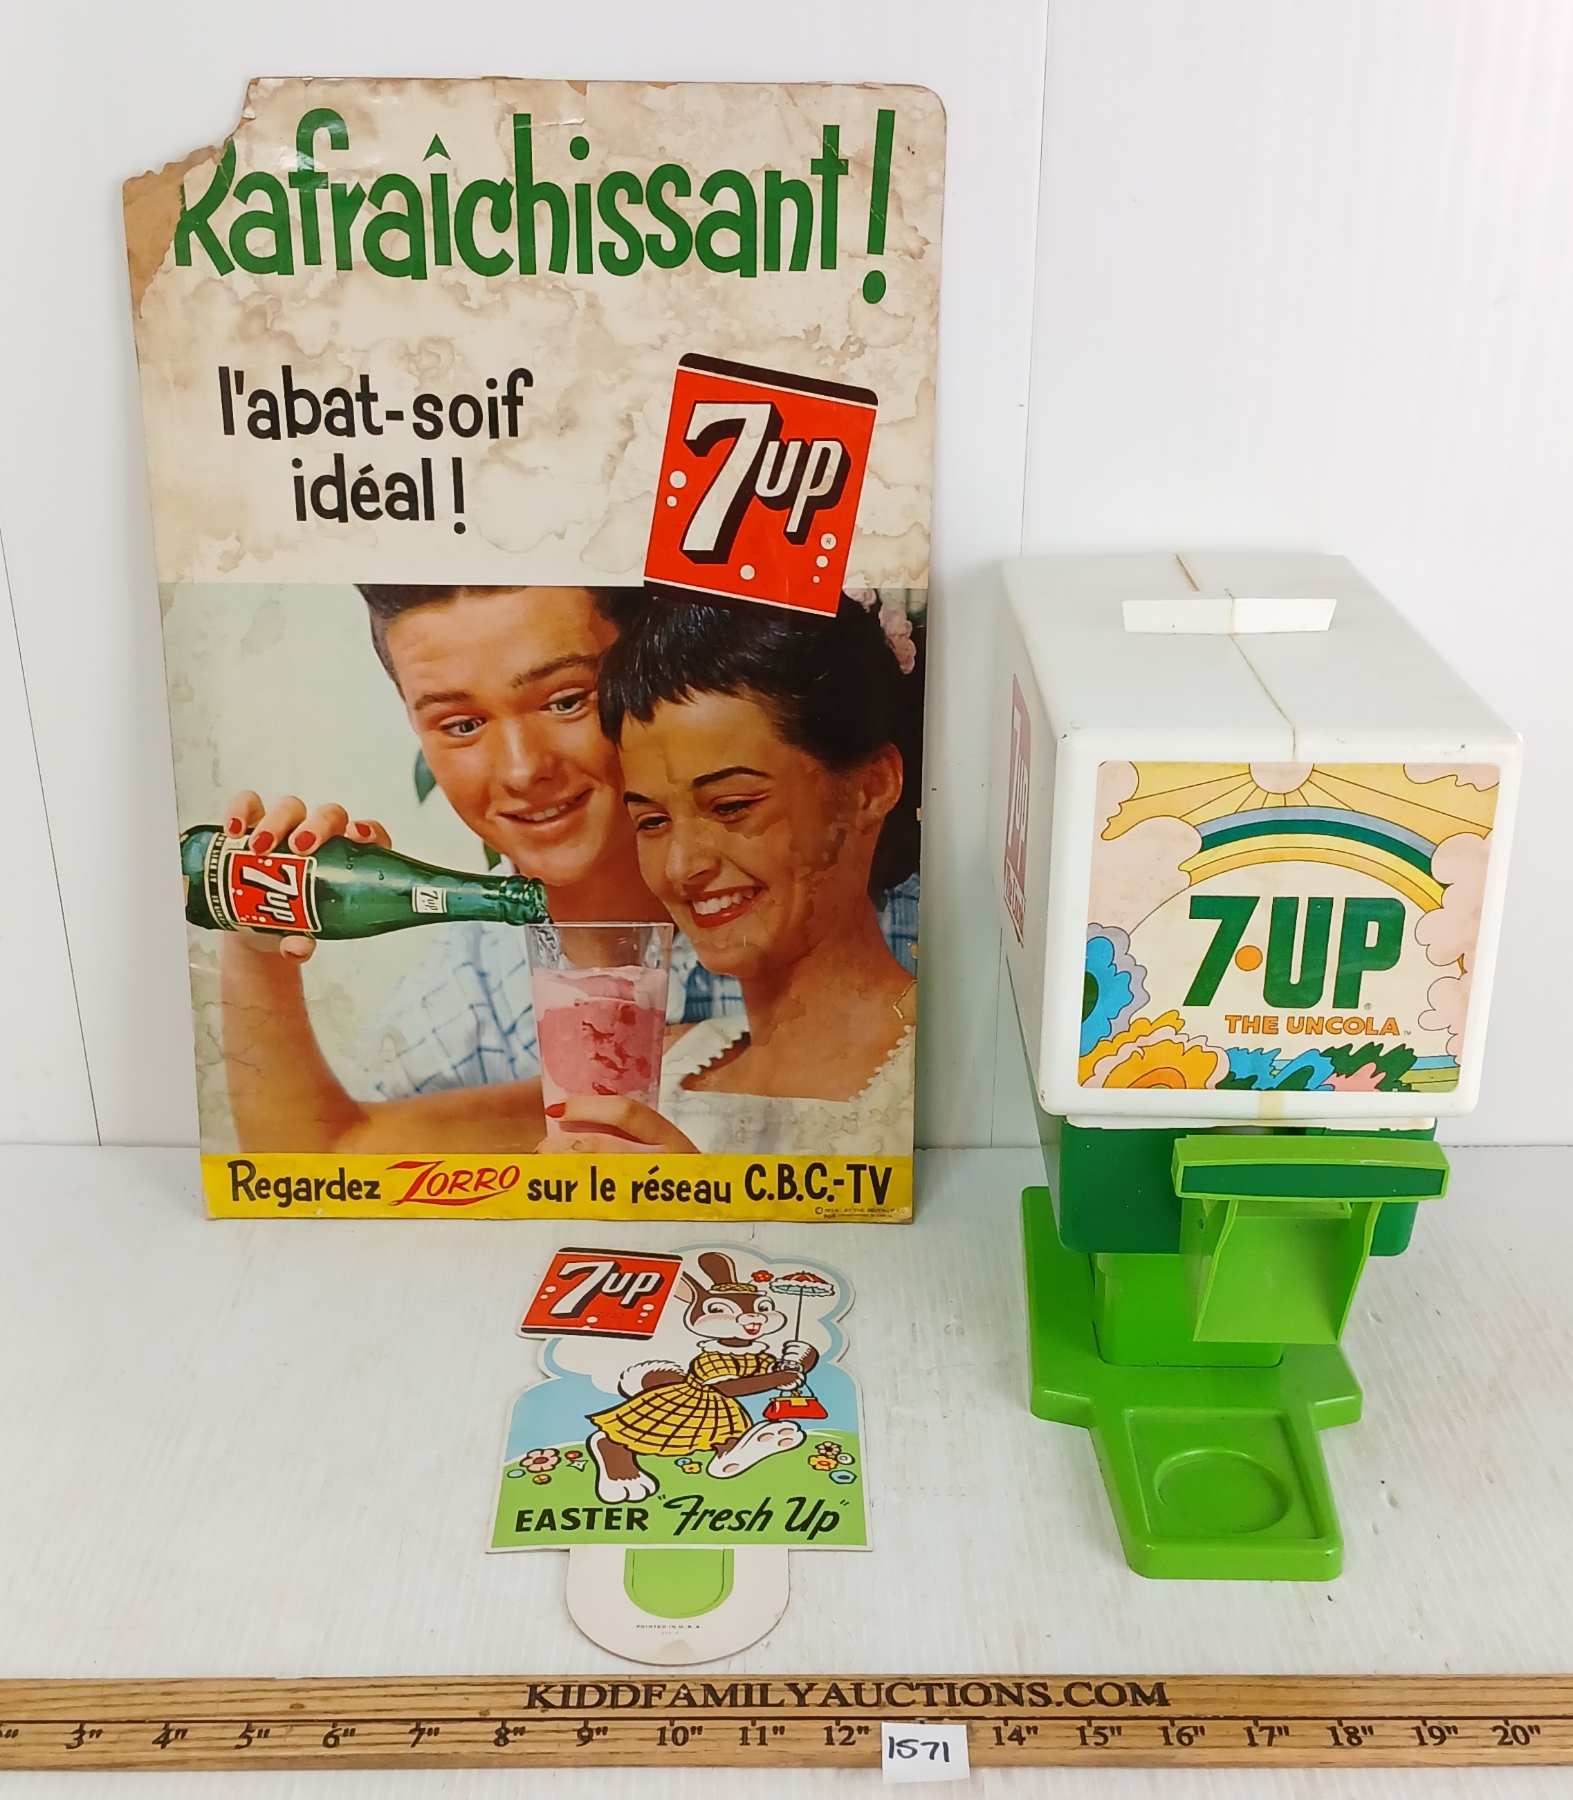 Rafraîchissant!
l'abat-soif
idéal!
7up
7up
7up
Regardez ZORRO sur le réseau C.B.C.-TV
7up
7·UP
THE UNCOLA
7up
EASTER "Fresh Up"
PRINTED IN U.S.A.
KIDDFAMILYAUCTIONS.COM
3" 4" 5" 6" 7" 8" 9" 10" 11" 12" 14" 15" 16" 17" 18" 19" 20"
1571